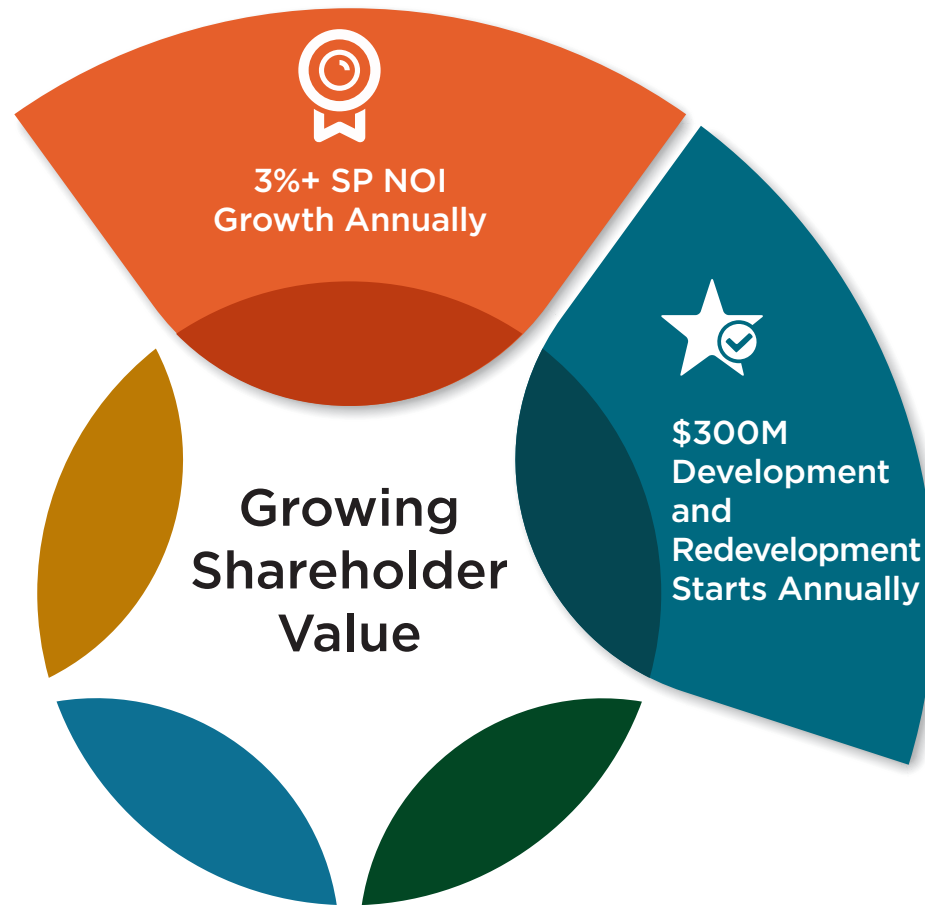 3%+ SP NOI
Growth Annually
$300M
Development
and
Redevelopment
Starts Annually
Growing
Shareholder
Value